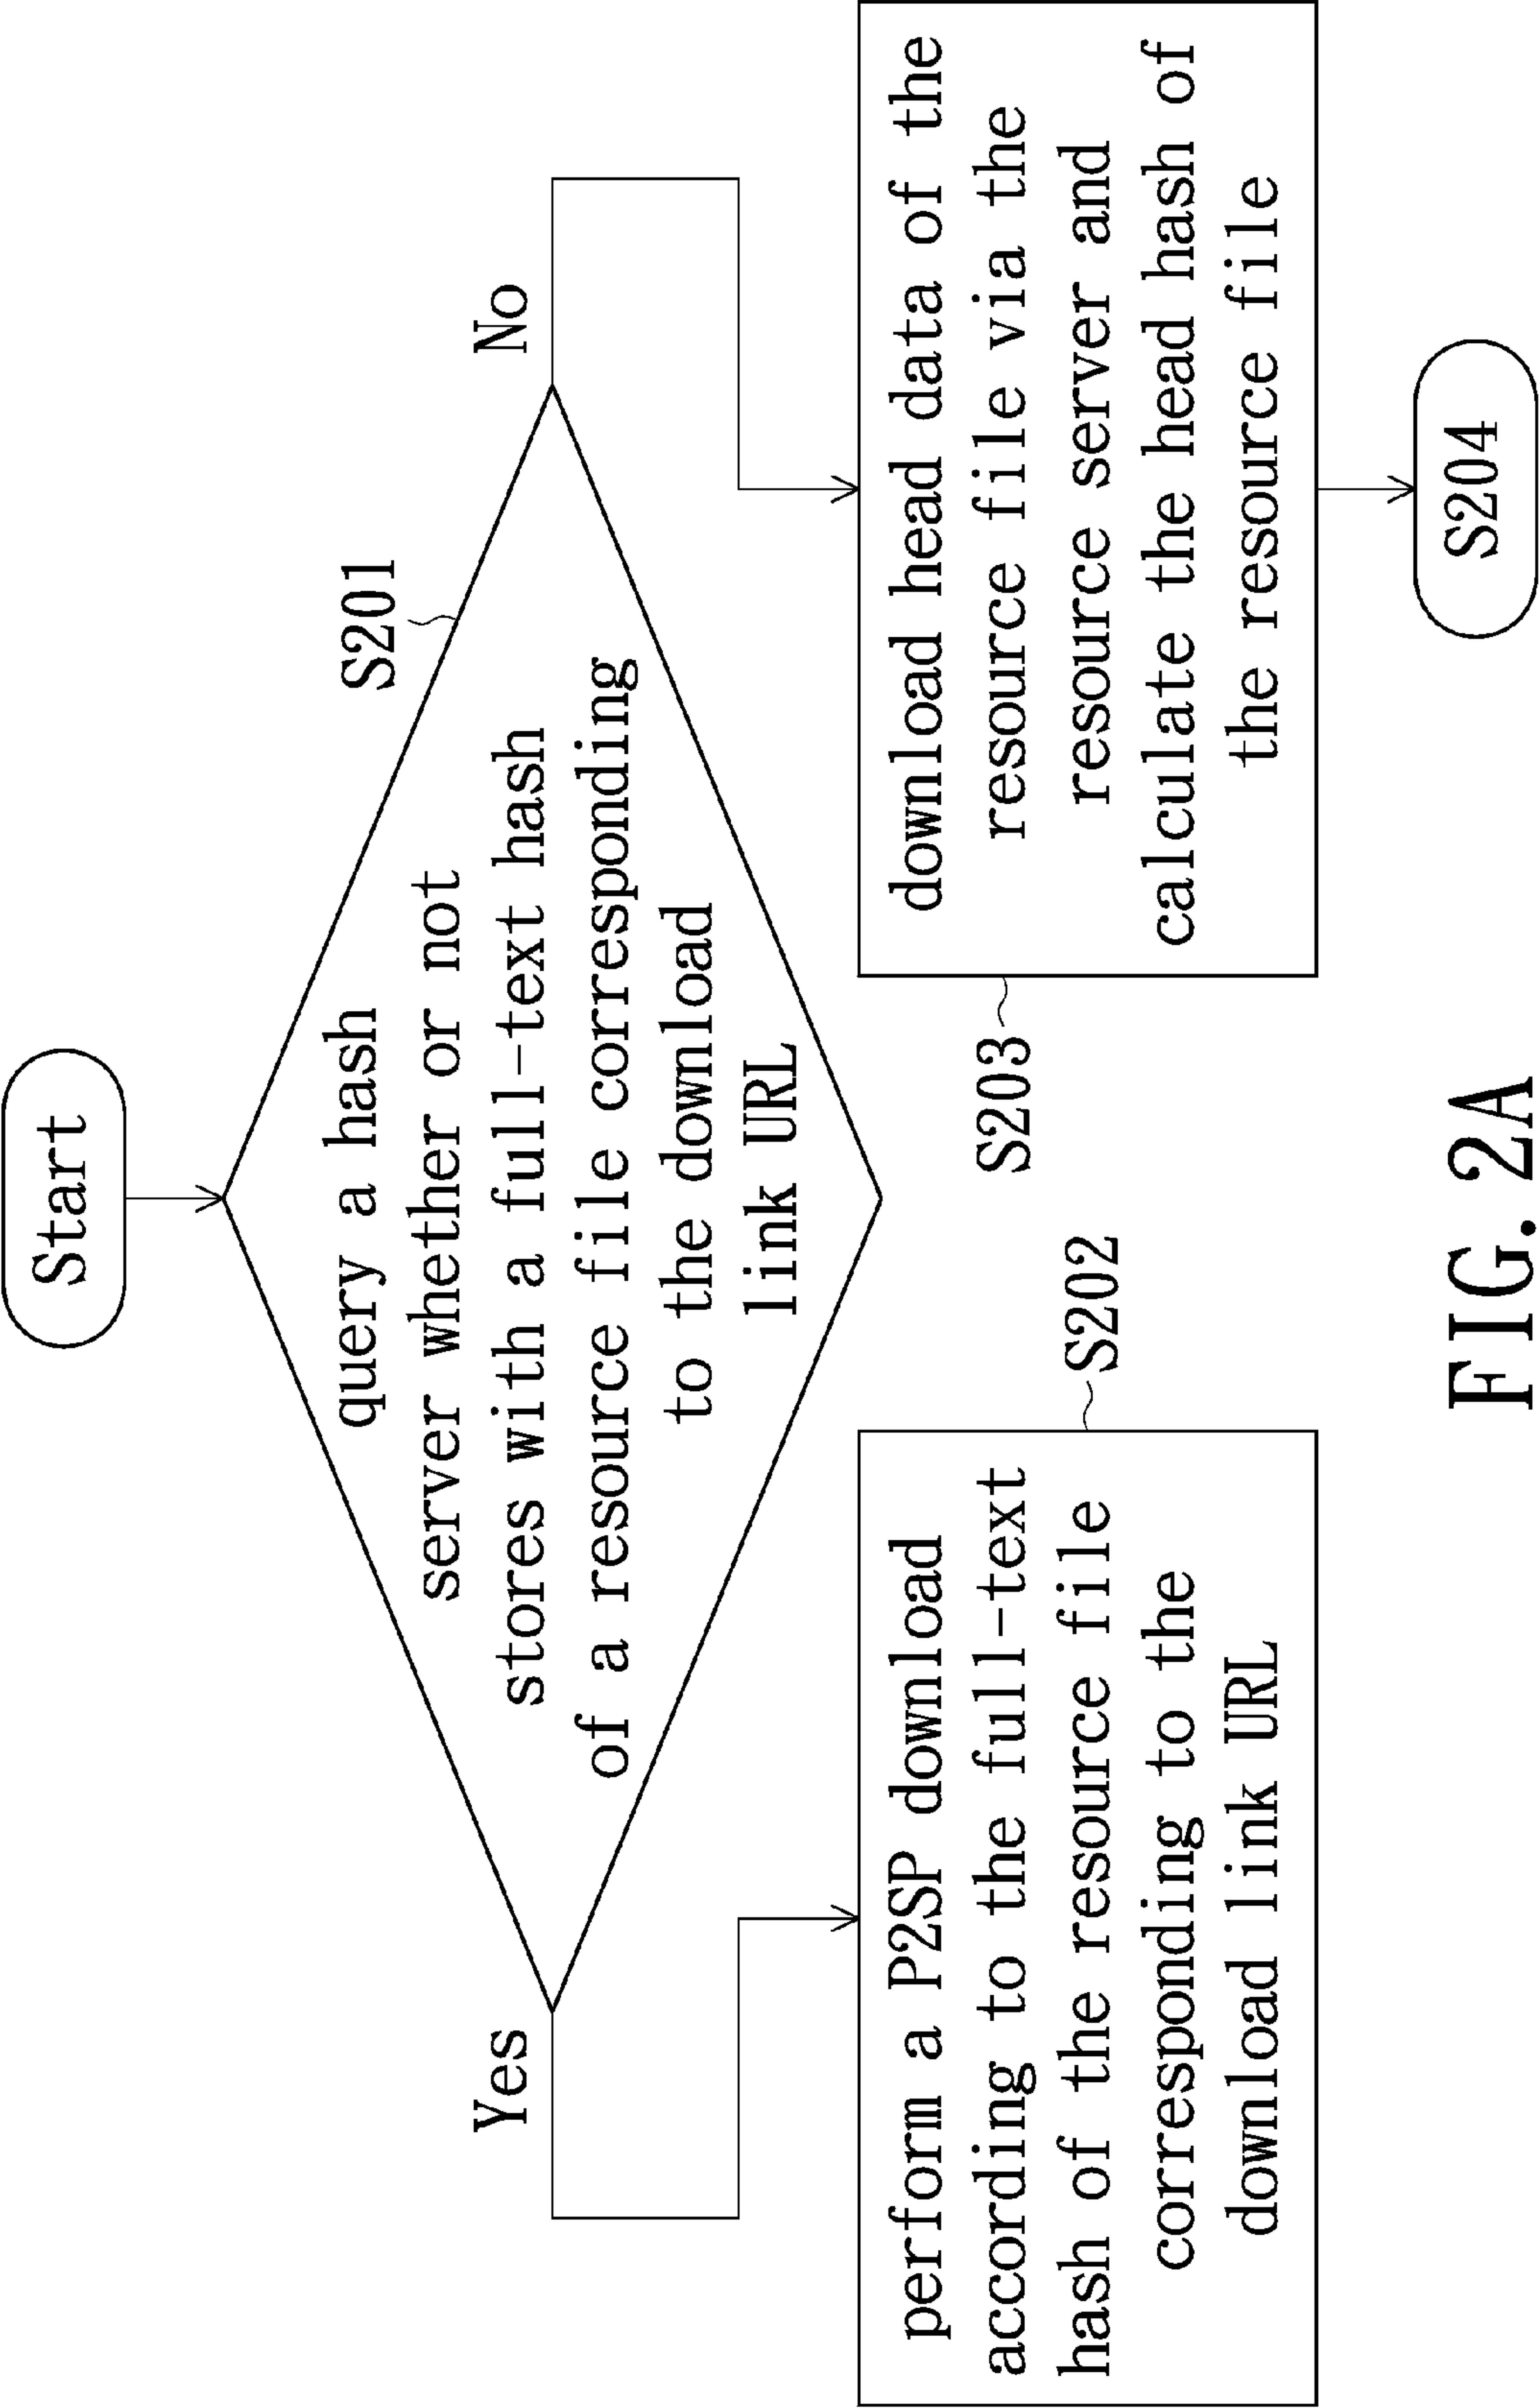 Start
S201
query a hash
server whether or not
stores with a full-text hash
of a resource file corresponding
to the download
link URL
Yes
No
perform a P2SP download
according to the full-text
hash of the resource file
corresponding to the
download link URL
S202
S203
download head data of the
resource file via the
resource server and
calculate the head hash of
the resource file
S204
FIG. 2A